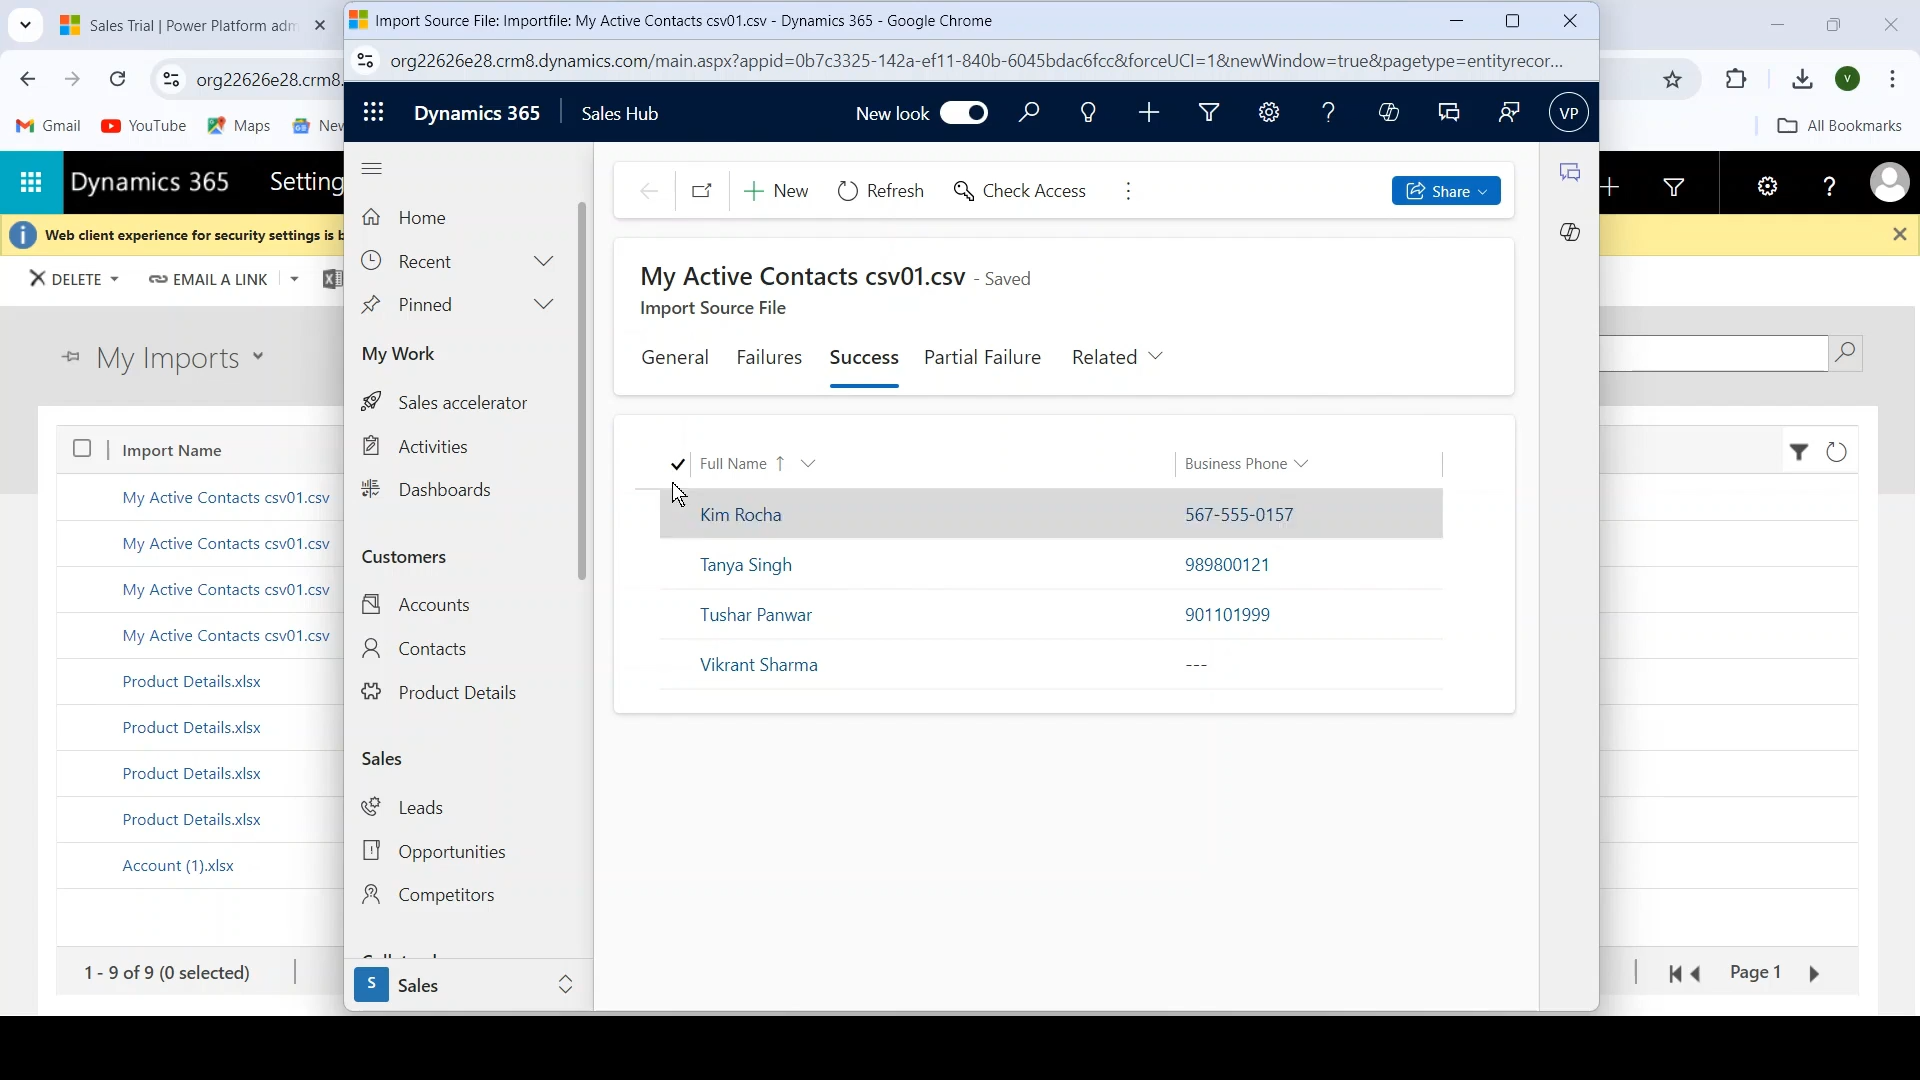 Sales Trial | Power Platform adm
Import Source File: Importfile: My Active Contacts csv01.csv - Dynamics 365 - Google Chrome
org22626e28.crm8.
org22626e28.crm8.dynamics.com/main.aspx?appid=0b7c3325-142a-ef11-840b-6045bdac6fcc&forceUCI=1&newWindow=true&pagetype=entityrecor...
V
Gmail
YouTube
Maps
New
All Bookmarks
Dynamics 365
Sales Hub
New look
VP
Dynamics 365
Setting
Web client experience for security settings is b
DELETE
EMAIL A LINK
My Imports
Import Name
My Active Contacts csv01.csv
My Active Contacts csv01.csv
My Active Contacts csv01.csv
My Active Contacts csv01.csv
Product Details.xlsx
Product Details.xlsx
Product Details.xlsx
Product Details.xlsx
Account (1).xlsx
1 - 9 of 9 (0 selected)
Home
Recent
Pinned
My Work
Sales accelerator
Activities
Dashboards
Customers
Accounts
Contacts
Product Details
Sales
Leads
Opportunities
Competitors
S
Sales
New
Refresh
Check Access
Share
My Active Contacts csv01.csv - Saved
Import Source File
General
Failures
Success
Partial Failure
Related
Full Name
Business Phone
Kim Rocha
567-555-0157
Tanya Singh
989800121
Tushar Panwar
901101999
Vikrant Sharma
---
Page 1